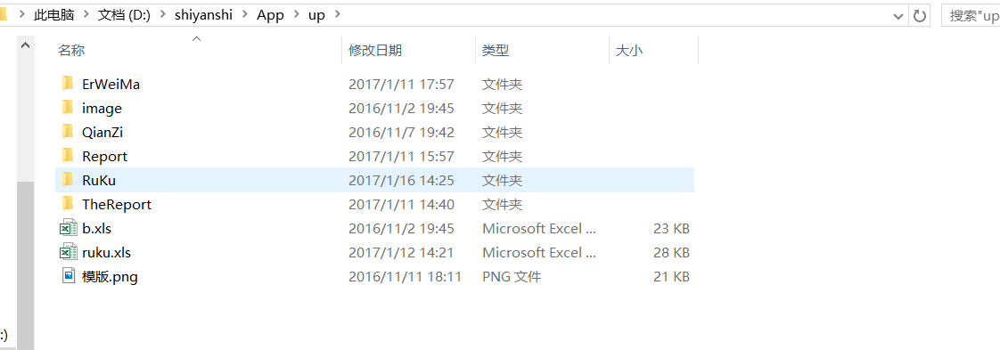 此电脑 文档 (D:) shiyanshi App up 搜索"up
名称 修改日期 类型 大小
ErWeiMa 2017/1/11 17:57 文件夹
image 2016/11/2 19:45 文件夹
QianZi 2016/11/7 19:42 文件夹
Report 2017/1/11 15:57 文件夹
RuKu 2017/1/16 14:25 文件夹
TheReport 2017/1/11 14:40 文件夹
b.xls 2016/11/2 19:45 Microsoft Excel ... 23 KB
ruku.xls 2017/1/12 14:21 Microsoft Excel ... 28 KB
模版.png 2016/11/11 18:11 PNG 文件 21 KB
:)